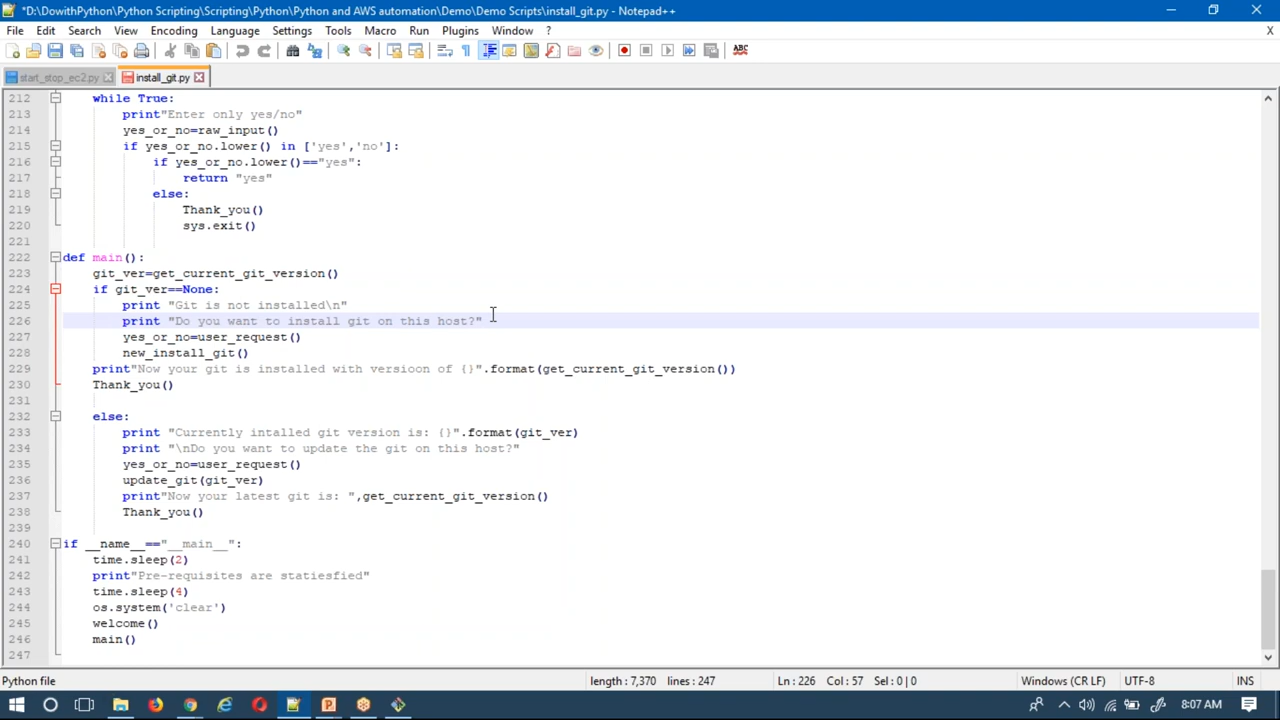 *D:\DowithPython\Python Scripting\Scripting\Python\Python and AWS automation\Demo\Demo Scripts\install_git.py - Notepad++
File Edit Search View Encoding Language Settings Tools Macro Run Plugins Window ? X
ABC
start_stop_ec2.py install_git.py
212 while True:
213 print"Enter only yes/no"
214 yes_or_no=raw_input()
215 if yes_or_no.lower() in ['yes','no']:
216 if yes_or_no.lower()=="yes":
217 return "yes"
218 else:
219 Thank_you()
220 sys.exit()
221
222 def main():
223 git_ver=get_current_git_version()
224 if git_ver==None:
225 print "Git is not installed\n"
226 print "Do you want to install git on this host?"
227 yes_or_no=user_request()
228 new_install_git()
229 print"Now your git is installed with versioon of {}".format(get_current_git_version())
230 Thank_you()
231
232 else:
233 print "Currently intalled git version is: {}".format(git_ver)
234 print "\nDo you want to update the git on this host?"
235 yes_or_no=user_request()
236 update_git(git_ver)
237 print"Now your latest git is: ",get_current_git_version()
238 Thank_you()
239
240 if __name__=="__main__":
241 time.sleep(2)
242 print"Pre-requisites are statiesfied"
243 time.sleep(4)
244 os.system('clear')
245 welcome()
246 main()
247
Python file length : 7,370 lines : 247 Ln : 226 Col : 57 Sel : 0 | 0 Windows (CR LF) UTF-8 INS
8:07 AM